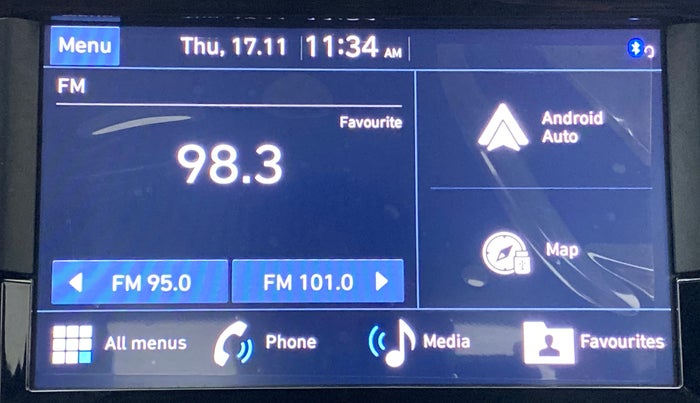 Menu
Thu, 17.11 11:34 AM
FM
Favourite
98.3
Android
Auto
Map
FM 95.0
FM 101.0
All menus
Phone
Media
Favourites